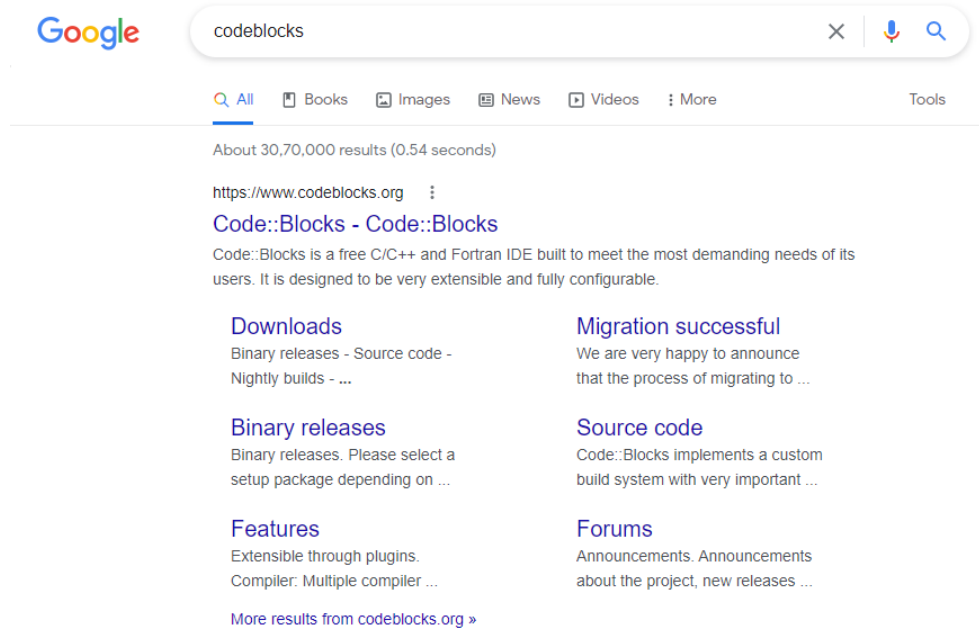 Google
codeblocks
All Books Images News Videos More Tools
About 30,70,000 results (0.54 seconds)
https://www.codeblocks.org
Code::Blocks - Code::Blocks
Code::Blocks is a free C/C++ and Fortran IDE built to meet the most demanding needs of its
users. It is designed to be very extensible and fully configurable.
Downloads
Binary releases - Source code -
Nightly builds - ...
Migration successful
We are very happy to announce
that the process of migrating to ...
Binary releases
Binary releases. Please select a
setup package depending on ...
Source code
Code::Blocks implements a custom
build system with very important ...
Features
Extensible through plugins.
Compiler: Multiple compiler ...
Forums
Announcements. Announcements
about the project, new releases ...
More results from codeblocks.org »